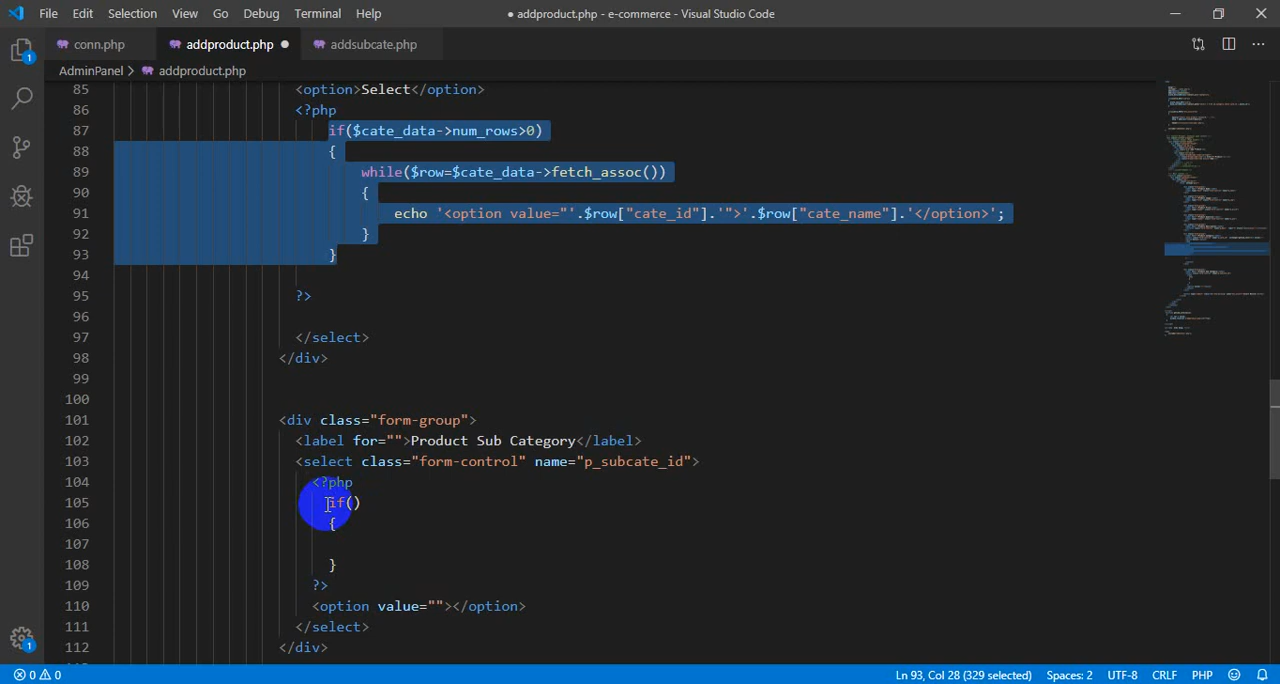 File Edit Selection View Go Debug Terminal Help ● addproduct.php - e-commerce - Visual Studio Code
conn.php addproduct.php ● addsubcate.php
AdminPanel > addproduct.php
85 <option>Select</option>
86 <?php
87 if($cate_data->num_rows>0)
88 {
89 while($row=$cate_data->fetch_assoc())
90 {
91 echo '<option value="'.$row["cate_id"].'">'.$row["cate_name"].'</option>';
92 }
93 }
94
95 ?>
96
97 </select>
98 </div>
99
100
101 <div class="form-group">
102 <label for="">Product Sub Category</label>
103 <select class="form-control" name="p_subcate_id">
104 <?php
105 if()
106 {
107
108 }
109 ?>
110 <option value=""></option>
111 </select>
112 </div>
0 0 Ln 93, Col 28 (329 selected) Spaces: 2 UTF-8 CRLF PHP